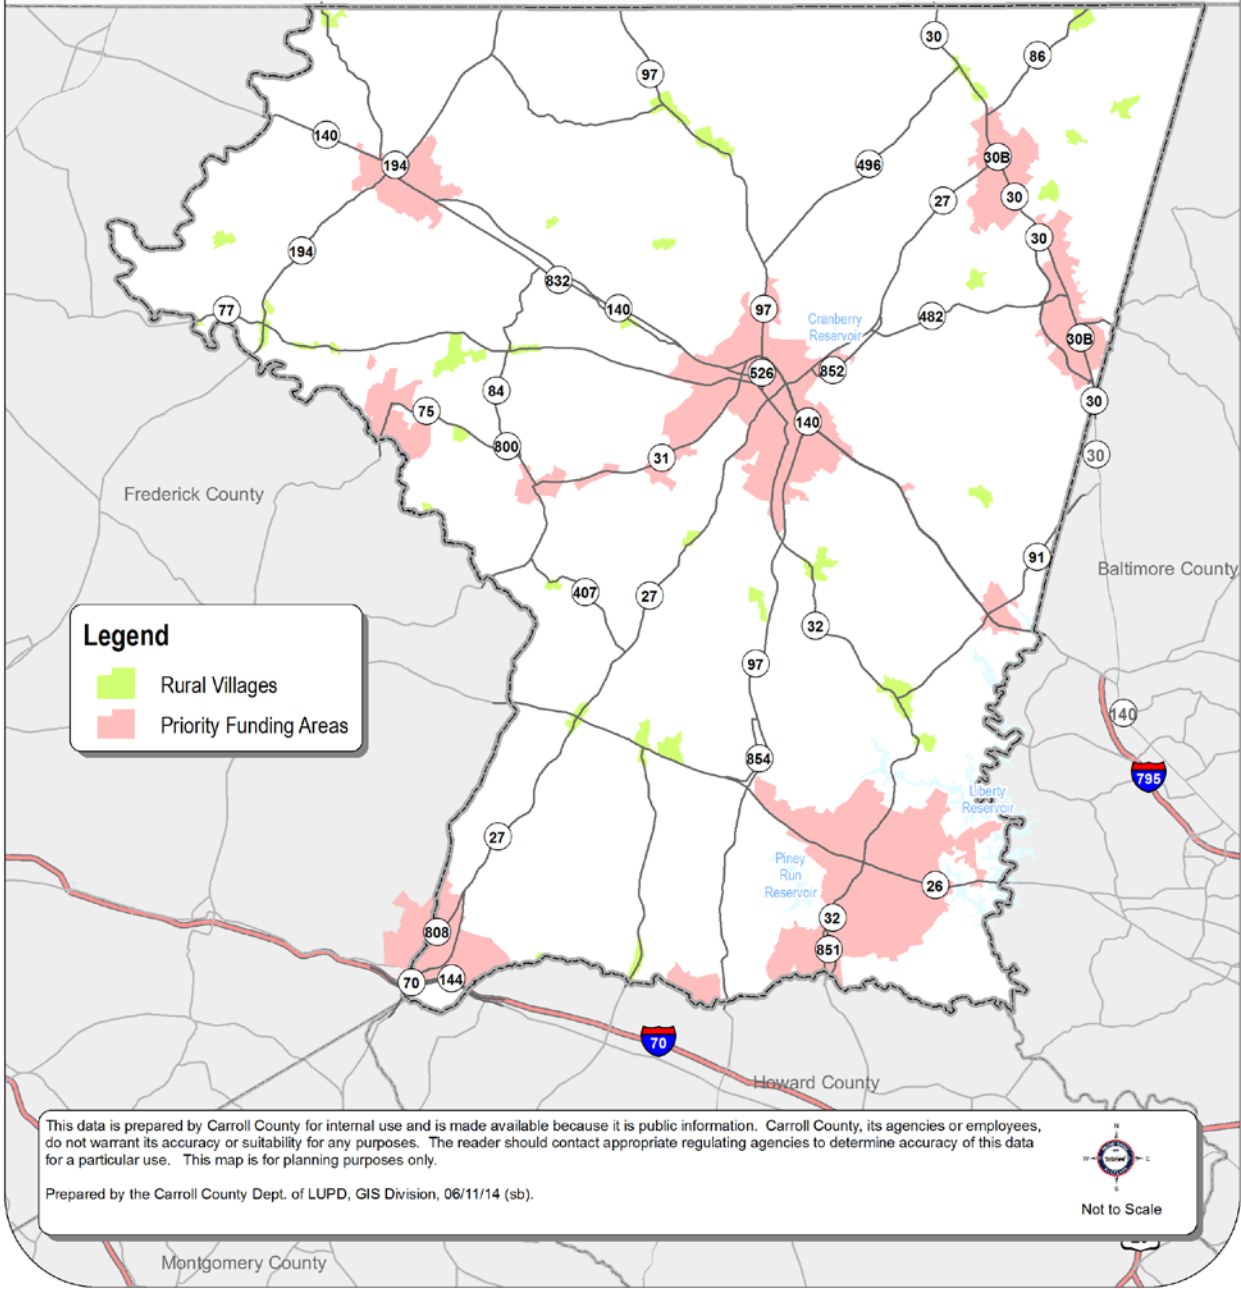 30
86
97
140
194
496
30B
27
30
194
30
832
77
140
97
482
Cranberry
Reservoir
30B
526
852
84
30
75
140
800
31
30
Frederick County
91
Baltimore County
407
27
32
Legend
97
Rural Villages
140
Priority Funding Areas
854
795
Liberty
Reservoir
27
Piney
Run
Reservoir
26
32
808
851
70
144
70
Howard County
This data is prepared by Carroll County for internal use and is made available because it is public information. Carroll County, its agencies or employees,
do not warrant its accuracy or suitability for any purposes. The reader should contact appropriate regulating agencies to determine accuracy of this data
for a particular use. This map is for planning purposes only.
N
W
E
S
Prepared by the Carroll County Dept. of LUPD, GIS Division, 06/11/14 (sb).
Not to Scale
Montgomery County